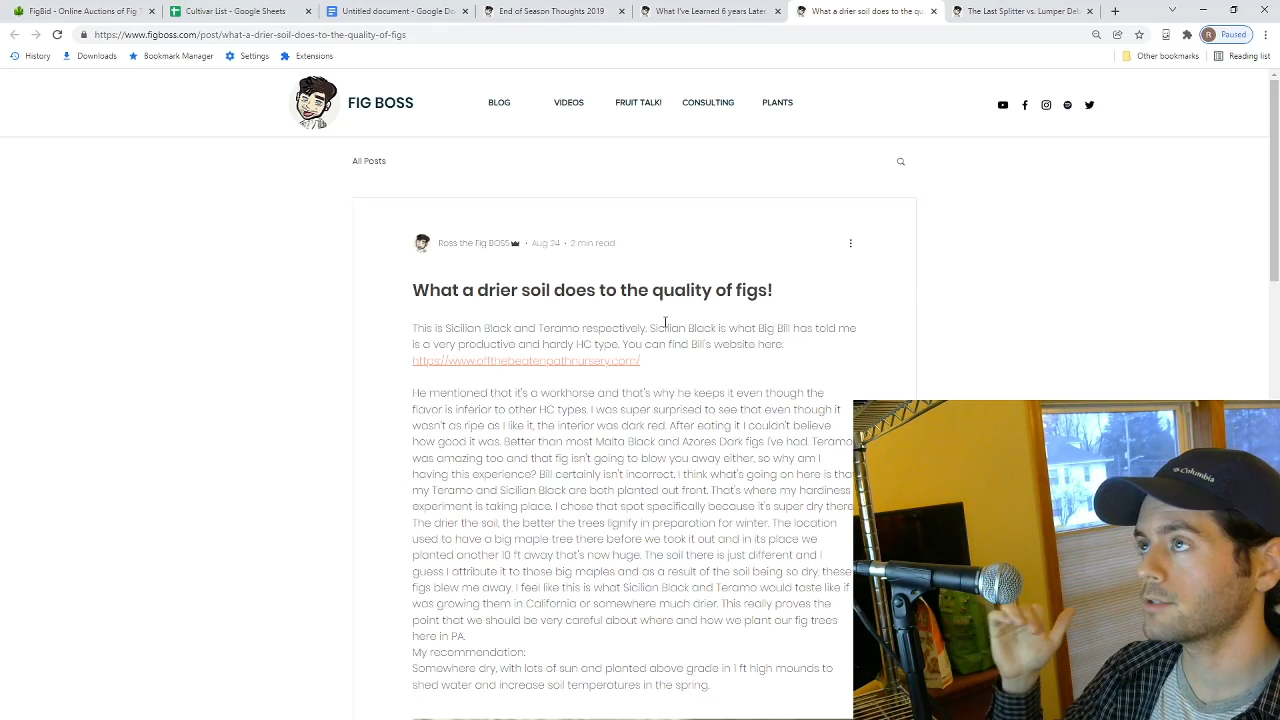 FigBid - Online Auctions of Fig
Cultivar List - Google Sheets
Untitled document - Google Do
End of Season Thoughts 2019
What I've Learned 6 years Later
What a drier soil does to the qu
The Last Splitter vs. Lumper Deb
https://www.figboss.com/post/what-a-drier-soil-does-to-the-quality-of-figs
R Paused
History
Downloads
Bookmark Manager
Settings
Extensions
Other bookmarks
Reading list
FIG BOSS
BLOG
VIDEOS
FRUIT TALK!
CONSULTING
PLANTS
All Posts
Ross the Fig BOSS · Aug 24 · 2 min read
What a drier soil does to the quality of figs!
This is Sicilian Black and Teramo respectively. Sicilian Black is what Big Bill has told me
is a very productive and hardy HC type. You can find Bill's website here:
https://www.offthebeatenpathnursery.com/
He mentioned that it's a workhorse and that's why he keeps it even though the
flavor is inferior to other HC types. I was super surprised to see that even though it
wasn't as ripe as I like it, the interior was dark red. After eating it I couldn't believe
how good it was. Better than most Malta Black and Azores Dark figs I've had. Teramo
was amazing too and that fig isn't going to blow you away either, so why am I
having this experience? Bill certainly isn't incorrect. I think what's going on here is that
my Teramo and Sicilian Black are both planted out front. That's where my hardiness
experiment is taking place. I chose that spot specifically because it's super dry there.
The drier the soil, the better the trees lignify in preparation for winter. The location
used to have a big maple tree there before we took it out and in its place we
planted another 10 ft away that's now huge. The soil there is just different and I
guess I attribute it to those big maples and as a result of the soil being so dry, these
figs blew me away. I feel like this is what Sicilian Black and Teramo would taste like if I
was growing them in California or somewhere much drier. This really proves the
point that we should be very careful about where and how we plant our fig trees
here in PA.
My recommendation:
Somewhere dry, with lots of sun and planted above grade in 1 ft high mounds to
shed water and increase soil temperatures in the spring.
Columbia